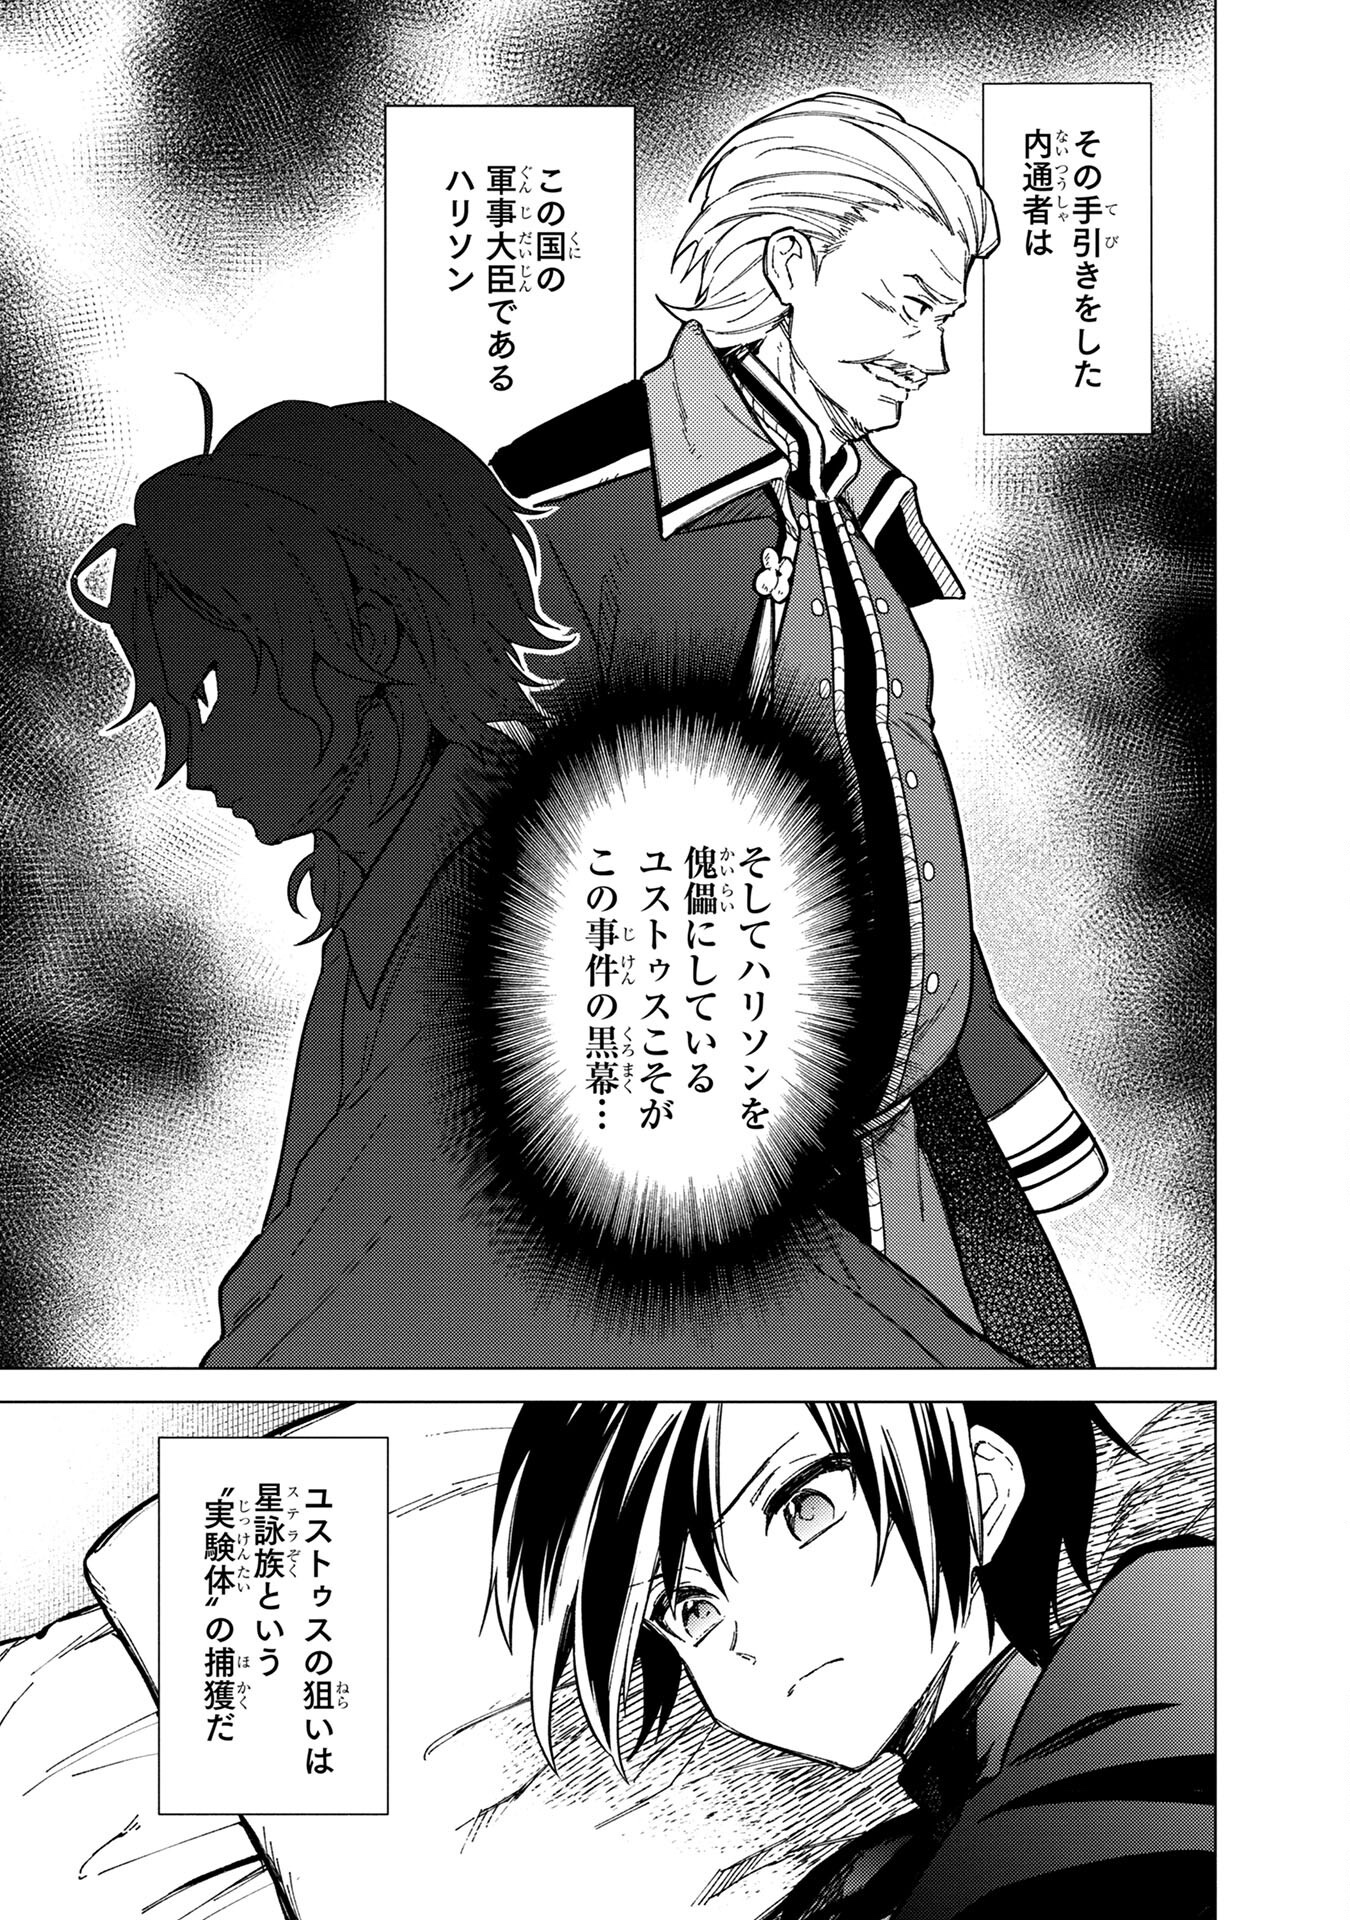 その手引きをした
内通者は
この国の
軍事大臣である
ハリソン
そしてハリソンを
傀儡にしている
ユストゥスこそが
この事件の黒幕…
ユストゥスの狙いは
星詠族という
〝実験体〟の捕獲だ